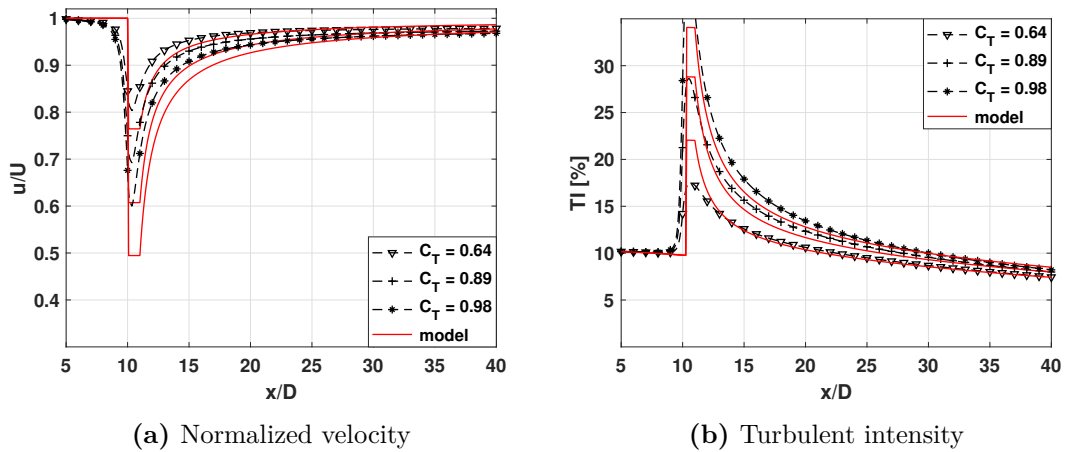 1
0.9
0.8
0.7
0.6
0.5
0.4
u/U
5 10 15 20 25 30 35 40
x/D
C_T = 0.64
C_T = 0.89
C_T = 0.98
model
(a) Normalized velocity
35
30
25
20
15
10
5
TI [%]
5 10 15 20 25 30 35 40
x/D
C_T = 0.64
C_T = 0.89
C_T = 0.98
model
(b) Turbulent intensity